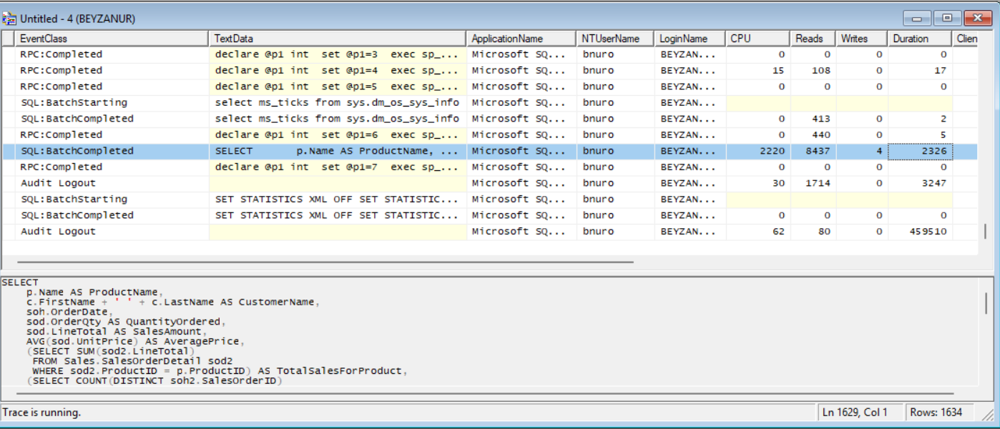 Untitled - 4 (BEYZANUR)
EventClass TextData ApplicationName NTUserName LoginName CPU Reads Writes Duration Clien
RPC:Completed declare @p1 int set @p1=3 exec sp_... Microsoft SQ... bnuro BEYZAN... 0 0 0 0
RPC:Completed declare @p1 int set @p1=4 exec sp_... Microsoft SQ... bnuro BEYZAN... 15 108 0 17
RPC:Completed declare @p1 int set @p1=5 exec sp_... Microsoft SQ... bnuro BEYZAN... 0 0 0 0
SQL:BatchStarting select ms_ticks from sys.dm_os_sys_info Microsoft SQ... bnuro BEYZAN...
SQL:BatchCompleted select ms_ticks from sys.dm_os_sys_info Microsoft SQ... bnuro BEYZAN... 0 413 0 2
RPC:Completed declare @p1 int set @p1=6 exec sp_... Microsoft SQ... bnuro BEYZAN... 0 440 0 5
SQL:BatchCompleted SELECT p.Name AS ProductName, ... Microsoft SQ... bnuro BEYZAN... 2220 8437 4 2326
RPC:Completed declare @p1 int set @p1=7 exec sp_... Microsoft SQ... bnuro BEYZAN... 0 0 0 0
Audit Logout Microsoft SQ... bnuro BEYZAN... 30 1714 0 3247
SQL:BatchStarting SET STATISTICS XML OFF SET STATISTIC... Microsoft SQ... bnuro BEYZAN...
SQL:BatchCompleted SET STATISTICS XML OFF SET STATISTIC... Microsoft SQ... bnuro BEYZAN... 0 0 0 0
Audit Logout Microsoft SQ... bnuro BEYZAN... 62 80 0 459510
SELECT
p.Name AS ProductName,
c.FirstName + ' ' + c.LastName AS CustomerName,
soh.OrderDate,
sod.OrderQty AS QuantityOrdered,
sod.LineTotal AS SalesAmount,
AVG(sod.UnitPrice) AS AveragePrice,
(SELECT SUM(sod2.LineTotal)
FROM Sales.SalesOrderDetail sod2
WHERE sod2.ProductID = p.ProductID) AS TotalSalesForProduct,
(SELECT COUNT(DISTINCT soh2.SalesOrderID)
Trace is running. Ln 1629, Col 1 Rows: 1634